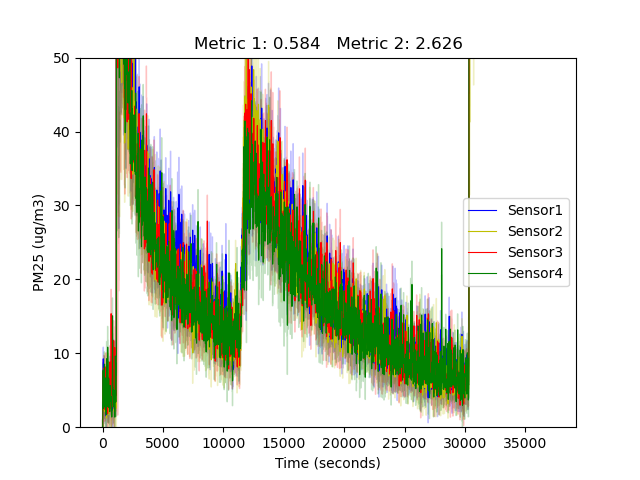 Metric 1: 0.584   Metric 2: 2.626
50
40
30
20
10
0
PM25 (ug/m3)
Sensor1
Sensor2
Sensor3
Sensor4
0 5000 10000 15000 20000 25000 30000 35000
Time (seconds)